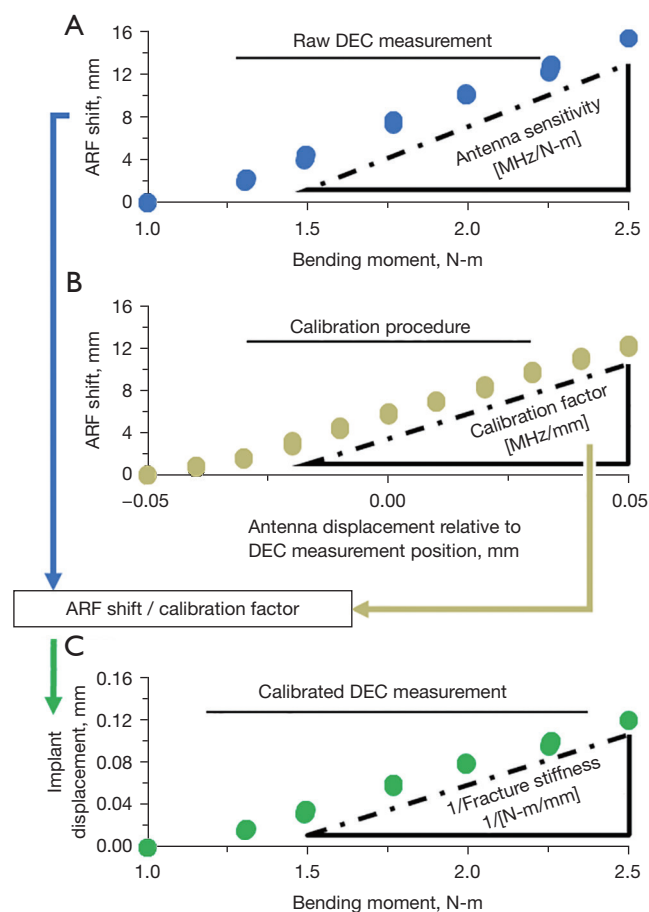 A
Raw DEC measurement
ARF shift, mm
16
12
8
4
0
Antenna sensitivity
[MHz/N-m]
1.0 1.5 2.0 2.5
Bending moment, N-m
B
Calibration procedure
ARF shift, mm
16
12
8
4
0
Calibration factor
[MHz/mm]
−0.05 0.00 0.05
Antenna displacement relative to
DEC measurement position, mm
ARF shift / calibration factor
C
Calibrated DEC measurement
Implant
displacement, mm
0.16
0.12
0.08
0.04
0.00
1/Fracture stiffness
1/[N-m/mm]
1.0 1.5 2.0 2.5
Bending moment, N-m